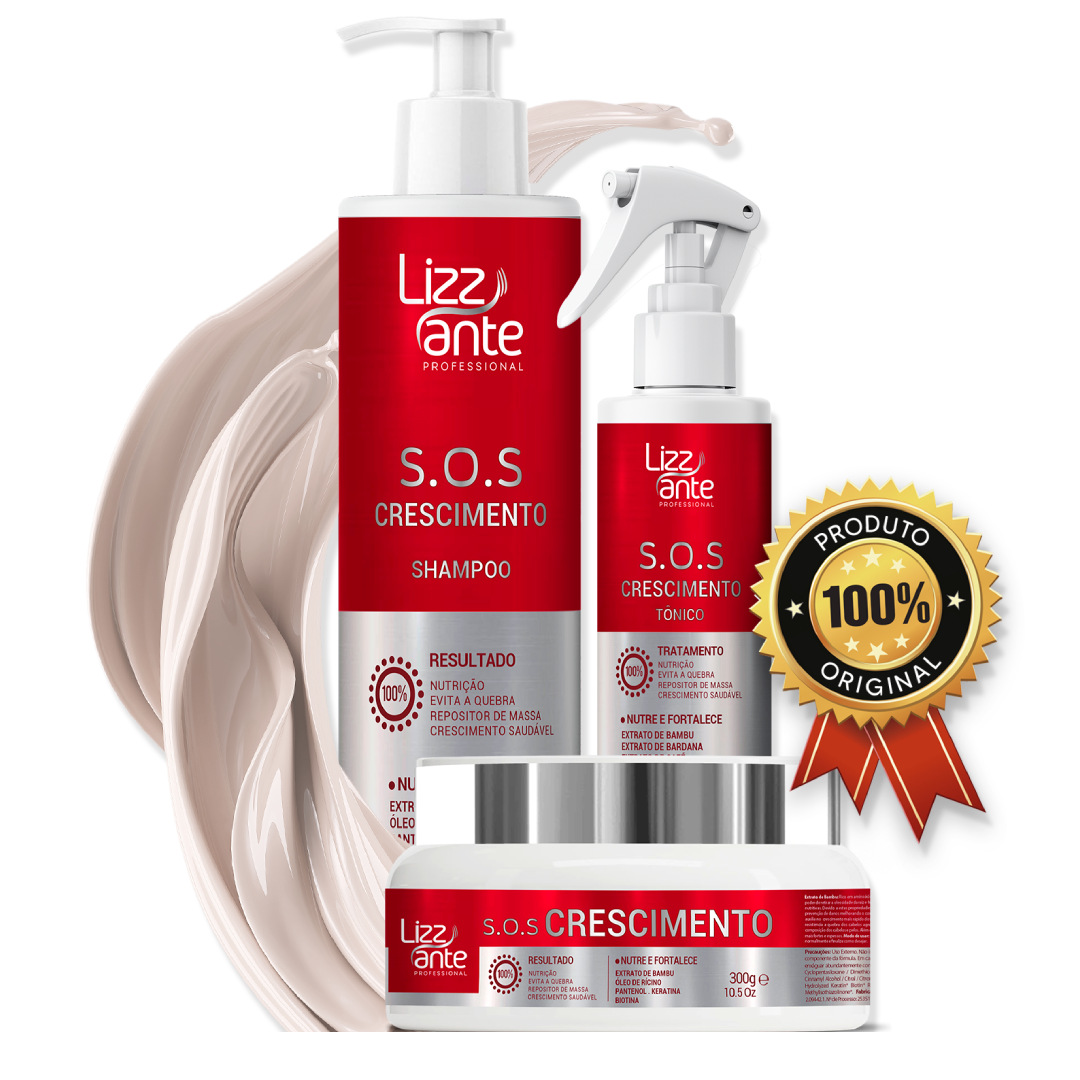 Lizz
ante
PROFESSIONAL
S.O.S
CRESCIMENTO
SHAMPOO
100%
RESULTADO
NUTRIÇÃO
EVITA A QUEBRA
REPOSITOR DE MASSA
CRESCIMENTO SAUDÁVEL
•NU
EXTR
ÓLEO
Lizz
ante
PROFESSIONAL
S.O.S
CRESCIMENTO
TÔNICO
100%
TRATAMENTO
NUTRIÇÃO
EVITA A QUEBRA
REPOSITOR DE MASSA
CRESCIMENTO SAUDÁVEL
•NUTRE E FORTALECE
EXTRATO DE BAMBU
EXTRATO DE BARDANA
PRODUTO
100%
ORIGINAL
Lizz
ante
PROFESSIONAL
S.O.S CRESCIMENTO
100%
RESULTADO
NUTRIÇÃO
EVITA A QUEBRA
REPOSITOR DE MASSA
CRESCIMENTO SAUDÁVEL
•NUTRE E FORTALECE
EXTRATO DE BAMBU
ÓLEO DE RÍCINO
PANTENOL . KERATINA
BIOTINA
300g e
10.5 Oz